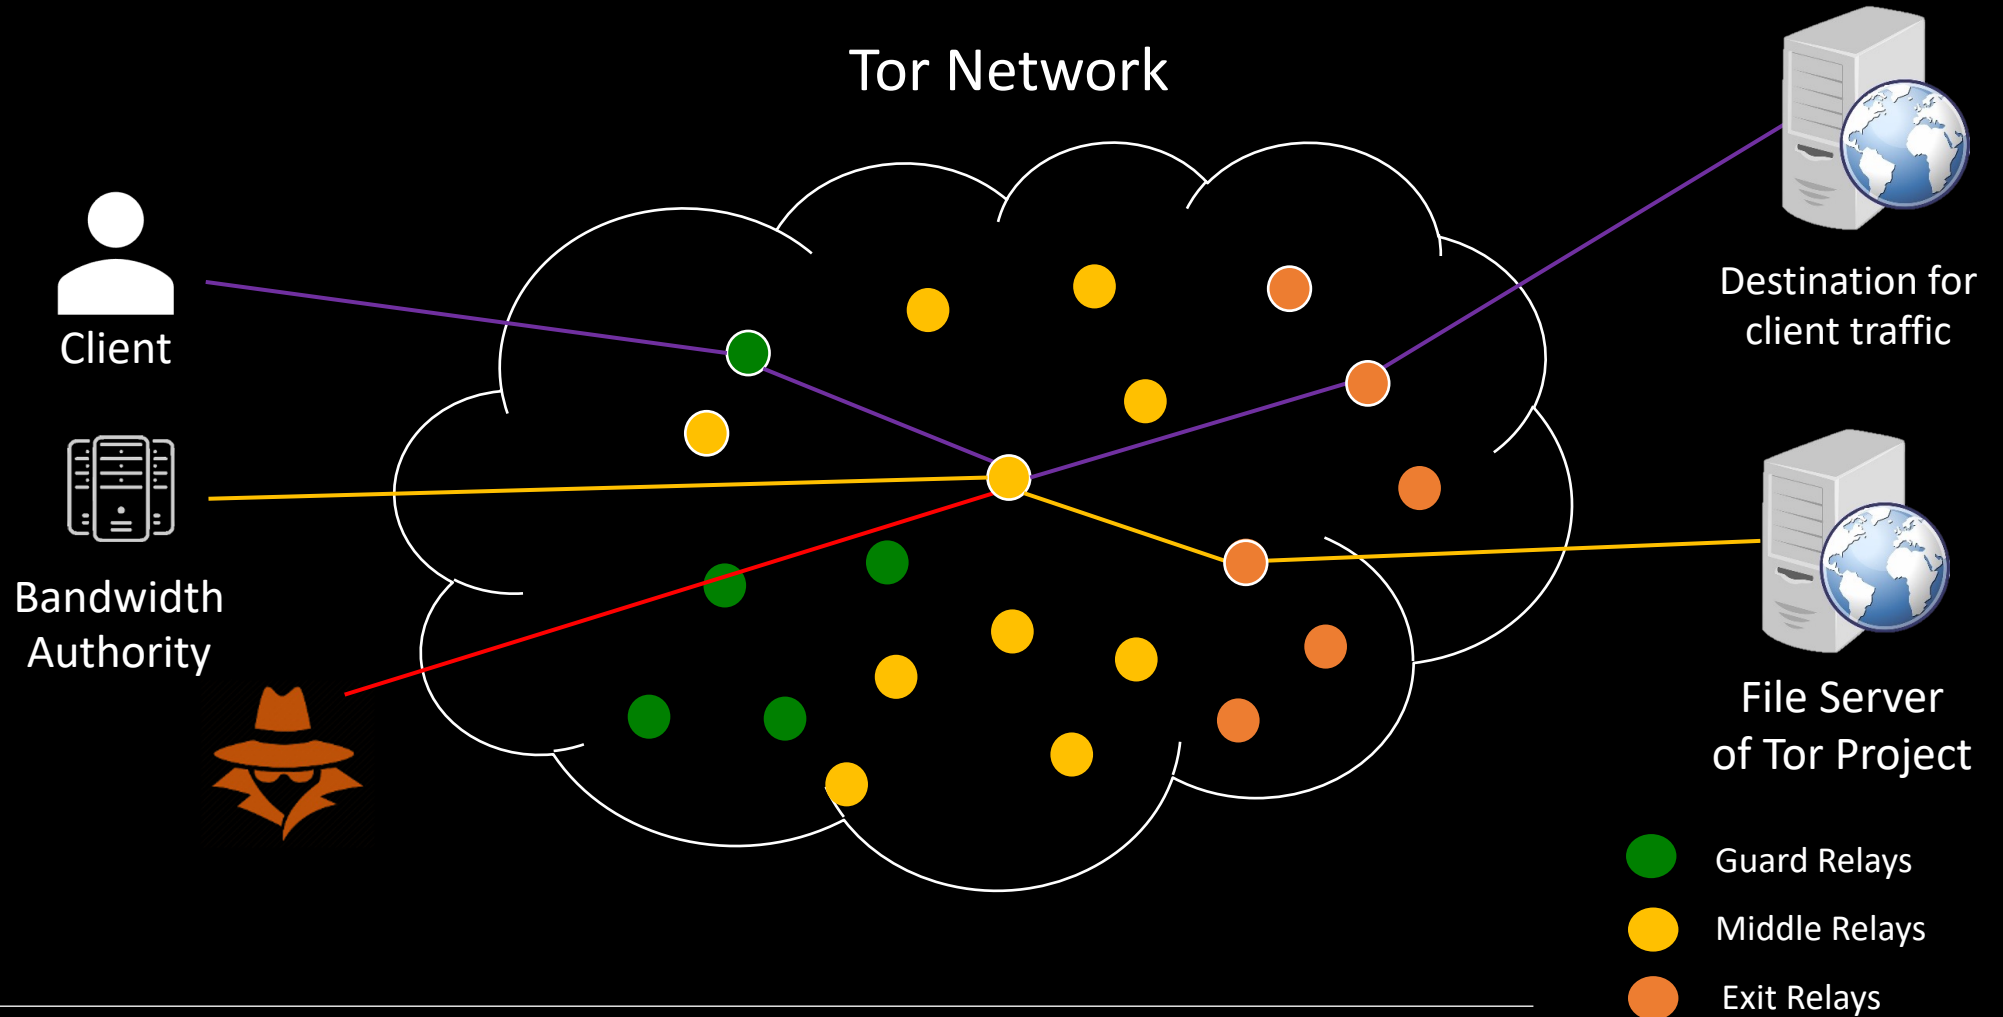 Tor Network
Client
Destination for
client traffic
Bandwidth
Authority
File Server
of Tor Project
Guard Relays
Middle Relays
Exit Relays